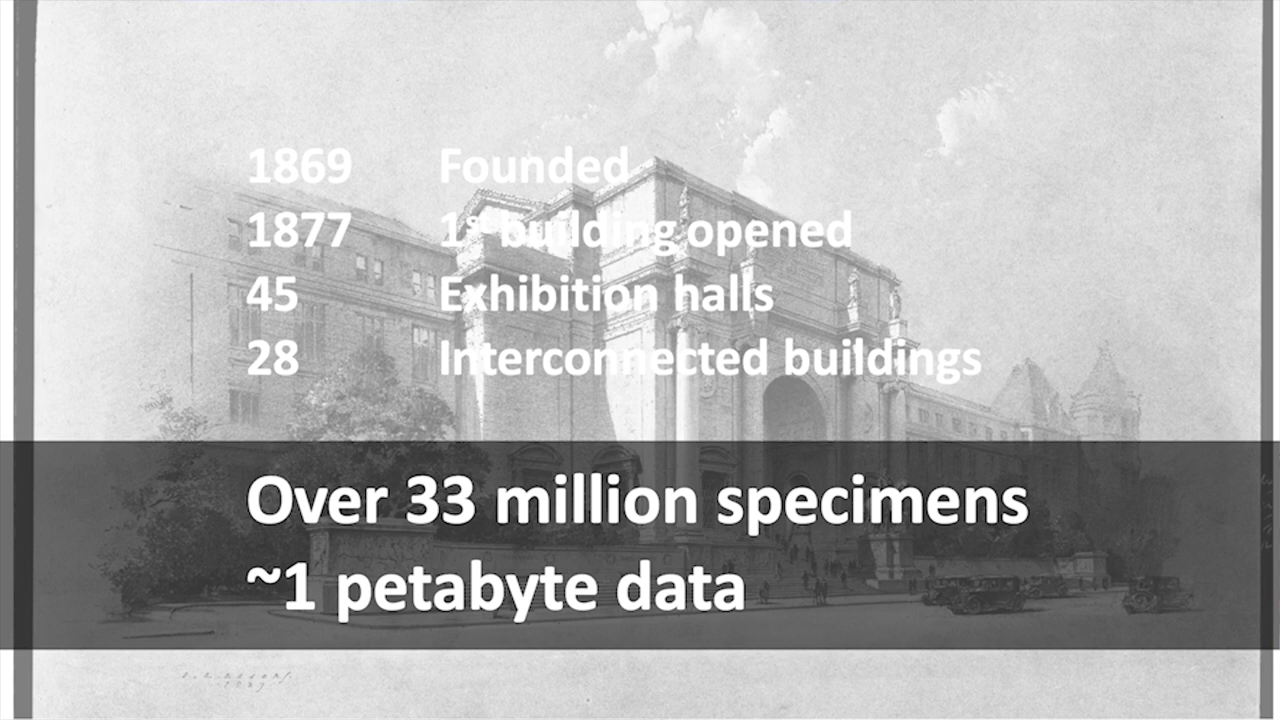 1869 Founded
1877 1st building opened
45 Exhibition halls
28 Interconnected buildings
Over 33 million specimens
~1 petabyte data